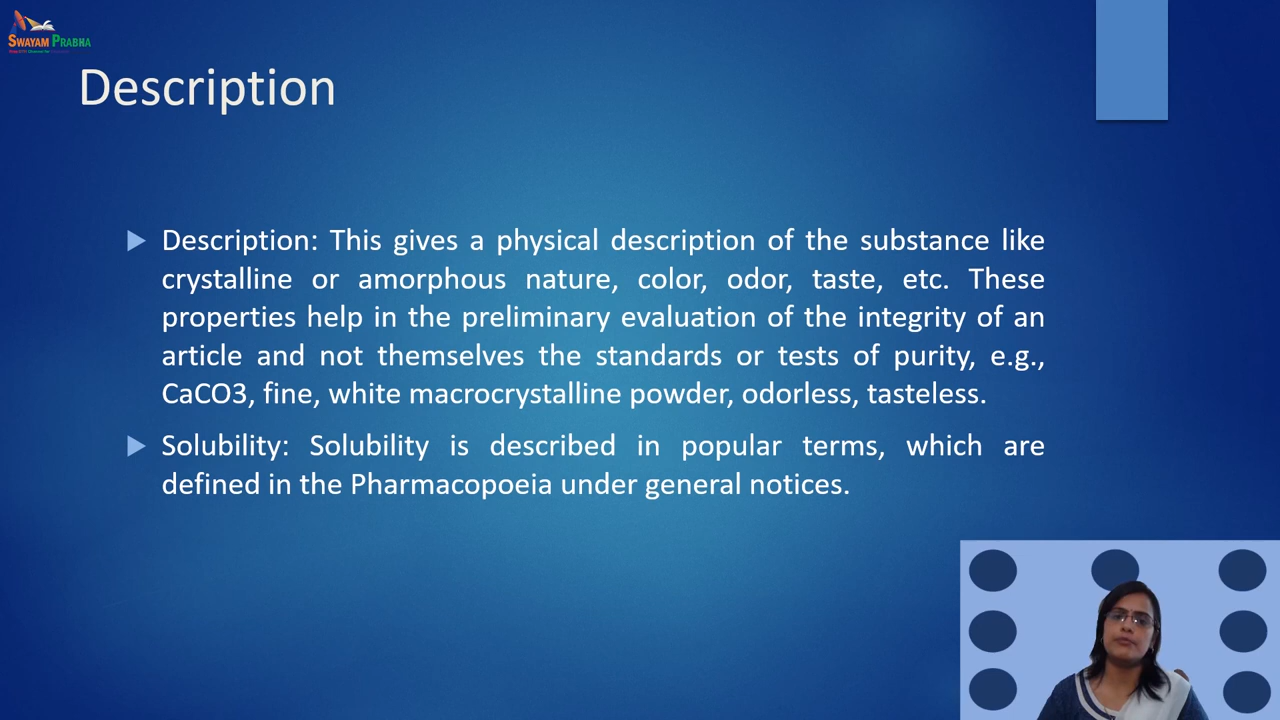 SWAYAM PRABHA
Description
Description: This gives a physical description of the substance like
crystalline or amorphous nature, color, odor, taste, etc. These
properties help in the preliminary evaluation of the integrity of an
article and not themselves the standards or tests of purity, e.g.,
CaCO3, fine, white macrocrystalline powder, odorless, tasteless.
Solubility: Solubility is described in popular terms, which are
defined in the Pharmacopoeia under general notices.